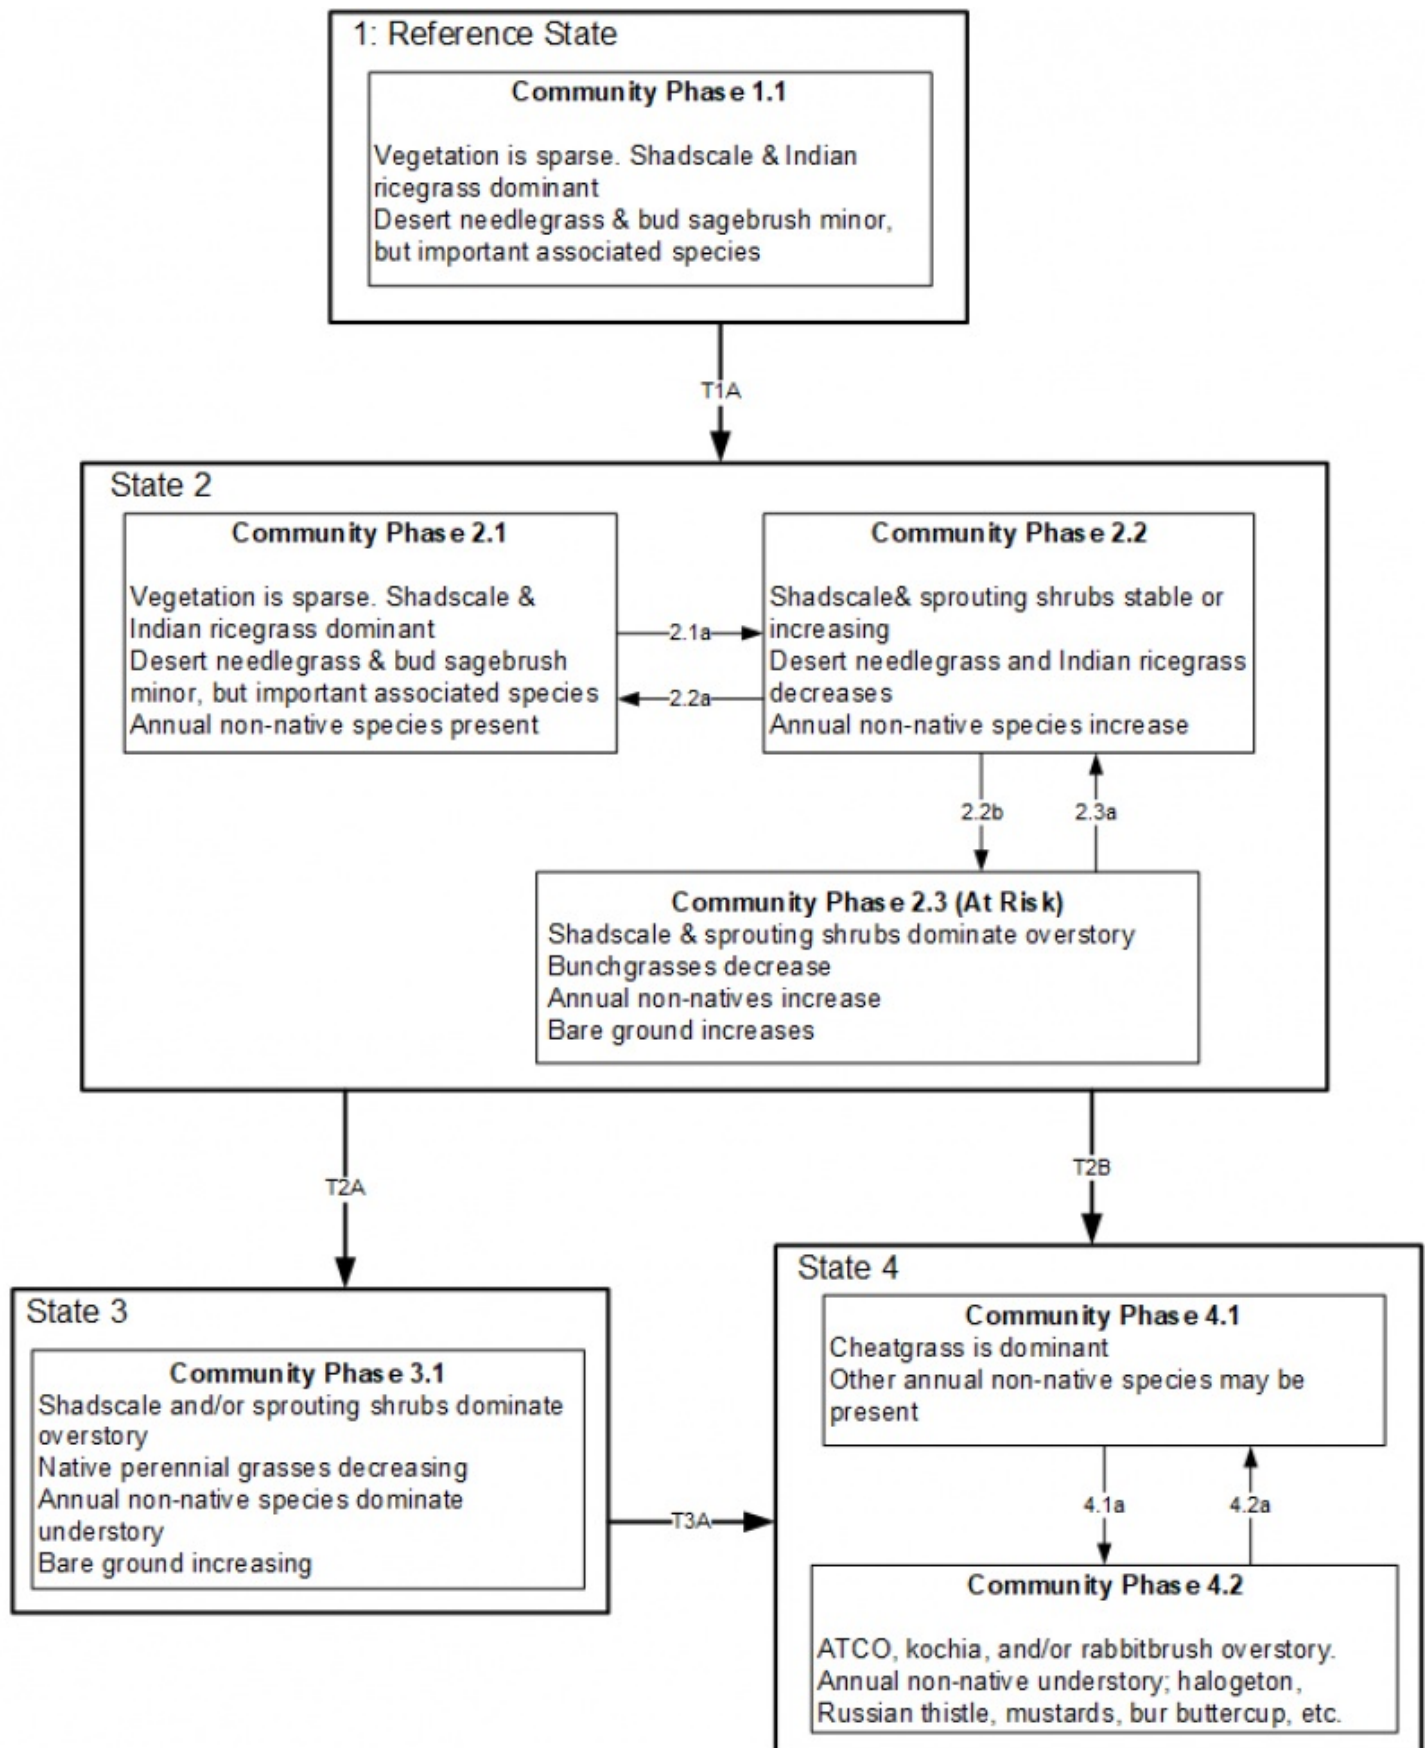 1: Reference State
Community Phase 1.1
Vegetation is sparse. Shadscale & Indian
ricegrass dominant
Desert needlegrass & bud sagebrush minor,
but important associated species
T1A
State 2
Community Phase 2.1
Vegetation is sparse. Shadscale &
Indian ricegrass dominant
Desert needlegrass & bud sagebrush
minor, but important associated species
Annual non-native species present
2.1a
2.2a
Community Phase 2.2
Shadscale& sprouting shrubs stable or
increasing
Desert needlegrass and Indian ricegrass
decreases
Annual non-native species increase
2.2b
2.3a
Community Phase 2.3 (At Risk)
Shadscale & sprouting shrubs dominate overstory
Bunchgrasses decrease
Annual non-natives increase
Bare ground increases
T2A
T2B
State 3
Community Phase 3.1
Shadscale and/or sprouting shrubs dominate
overstory
Native perennial grasses decreasing
Annual non-native species dominate
understory
Bare ground increasing
T3A
State 4
Community Phase 4.1
Cheatgrass is dominant
Other annual non-native species may be
present
4.1a
4.2a
Community Phase 4.2
ATCO, kochia, and/or rabbitbrush overstory.
Annual non-native understory; halogeton,
Russian thistle, mustards, bur buttercup, etc.